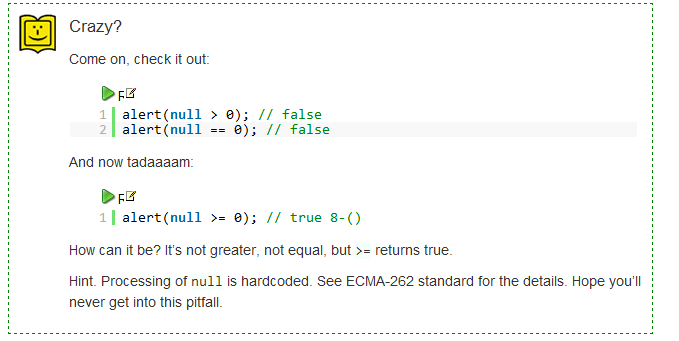 Crazy?
Come on, check it out:
1 alert(null > 0); // false
2 alert(null == 0); // false
And now tadaaaam:
1 alert(null >= 0); // true 8-()
How can it be? It's not greater, not equal, but >= returns true.
Hint. Processing of null is hardcoded. See ECMA-262 standard for the details. Hope you'll
never get into this pitfall.